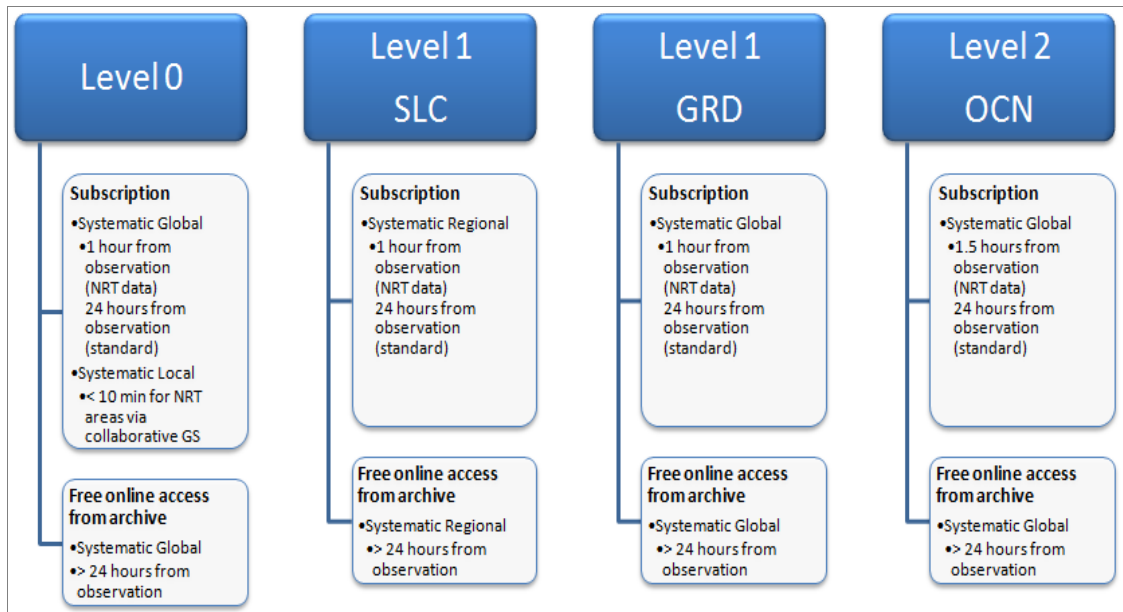 Level 0
Subscription
•Systematic Global
•1 hour from
observation
(NRT data)
24 hours from
observation
(standard)
•Systematic Local
•< 10 min for NRT
areas via
collaborative GS
Free online access
from archive
•Systematic Global
•> 24 hours from
observation
Level 1
SLC
Subscription
•Systematic Regional
•1 hour from
observation
(NRT data)
24 hours from
observation
(standard)
Free online access
from archive
•Systematic Regional
•> 24 hours from
observation
Level 1
GRD
Subscription
•Systematic Global
•1 hour from
observation
(NRT data)
24 hours from
observation
(standard)
Free online access
from archive
•Systematic Global
•> 24 hours from
observation
Level 2
OCN
Subscription
•Systematic Global
•1.5 hours from
observation
(NRT data)
24 hours from
observation
(standard)
Free online access
from archive
•Systematic Global
•> 24 hours from
observation